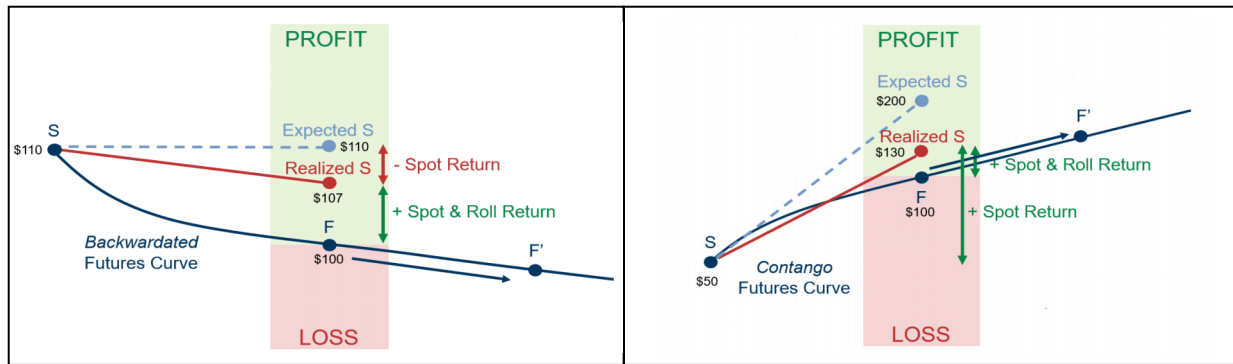 PROFIT
S
$110
Expected S
$110
- Spot Return
Realized S
$107
+ Spot & Roll Return
Backwardated
Futures Curve
F
$100
F'
LOSS
PROFIT
Expected S
$200
F'
Realized S
$130
+ Spot & Roll Return
F
$100
+ Spot Return
S
$50
Contango
Futures Curve
LOSS